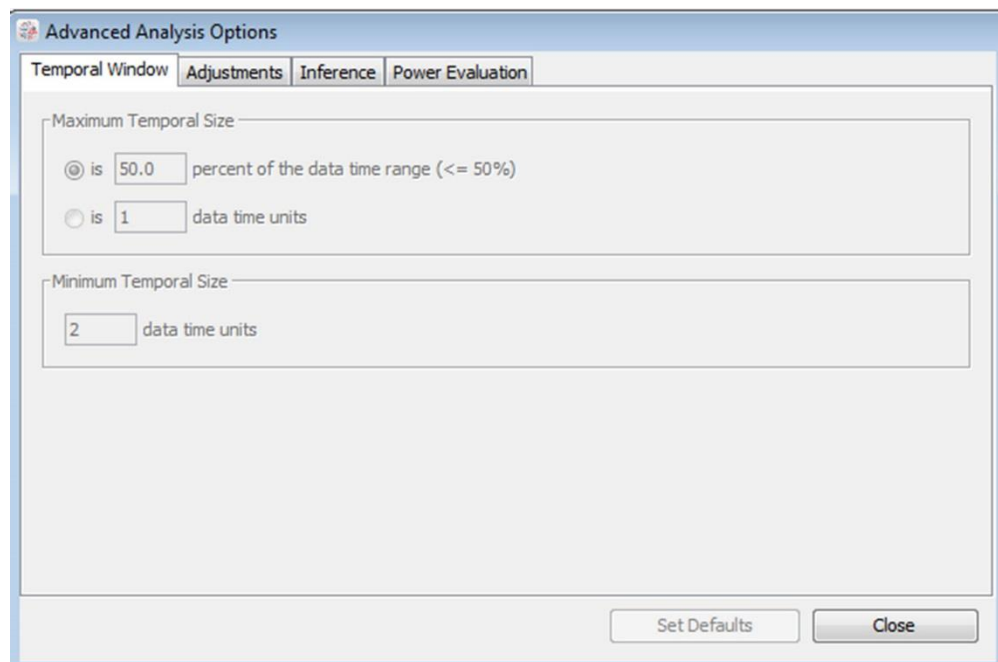 Advanced Analysis Options
Temporal Window Adjustments Inference Power Evaluation
Maximum Temporal Size
is 50.0 percent of the data time range (<= 50%)
is 1 data time units
Minimum Temporal Size
2 data time units
Set Defaults Close